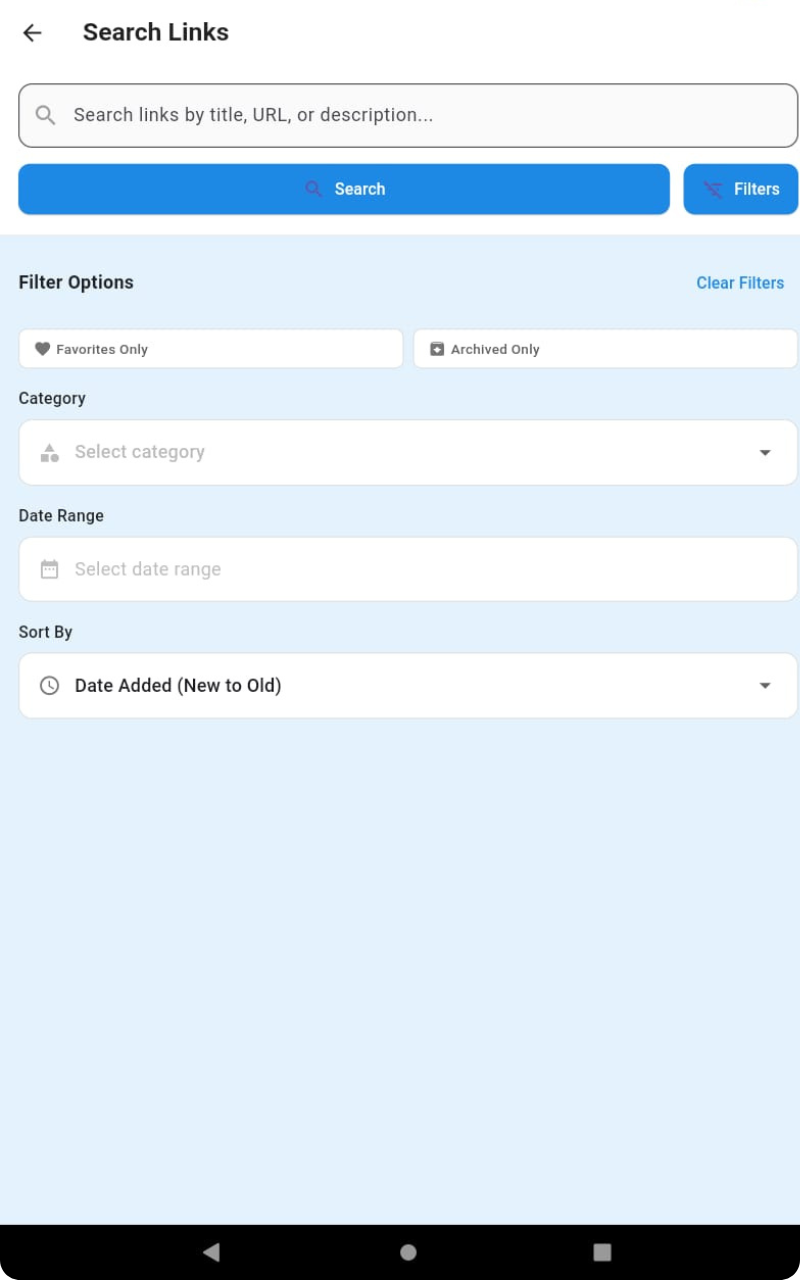 Search Links
Search links by title, URL, or description...
Search
Filters
Filter Options
Clear Filters
Favorites Only
Archived Only
Category
Select category
Date Range
Select date range
Sort By
Date Added (New to Old)